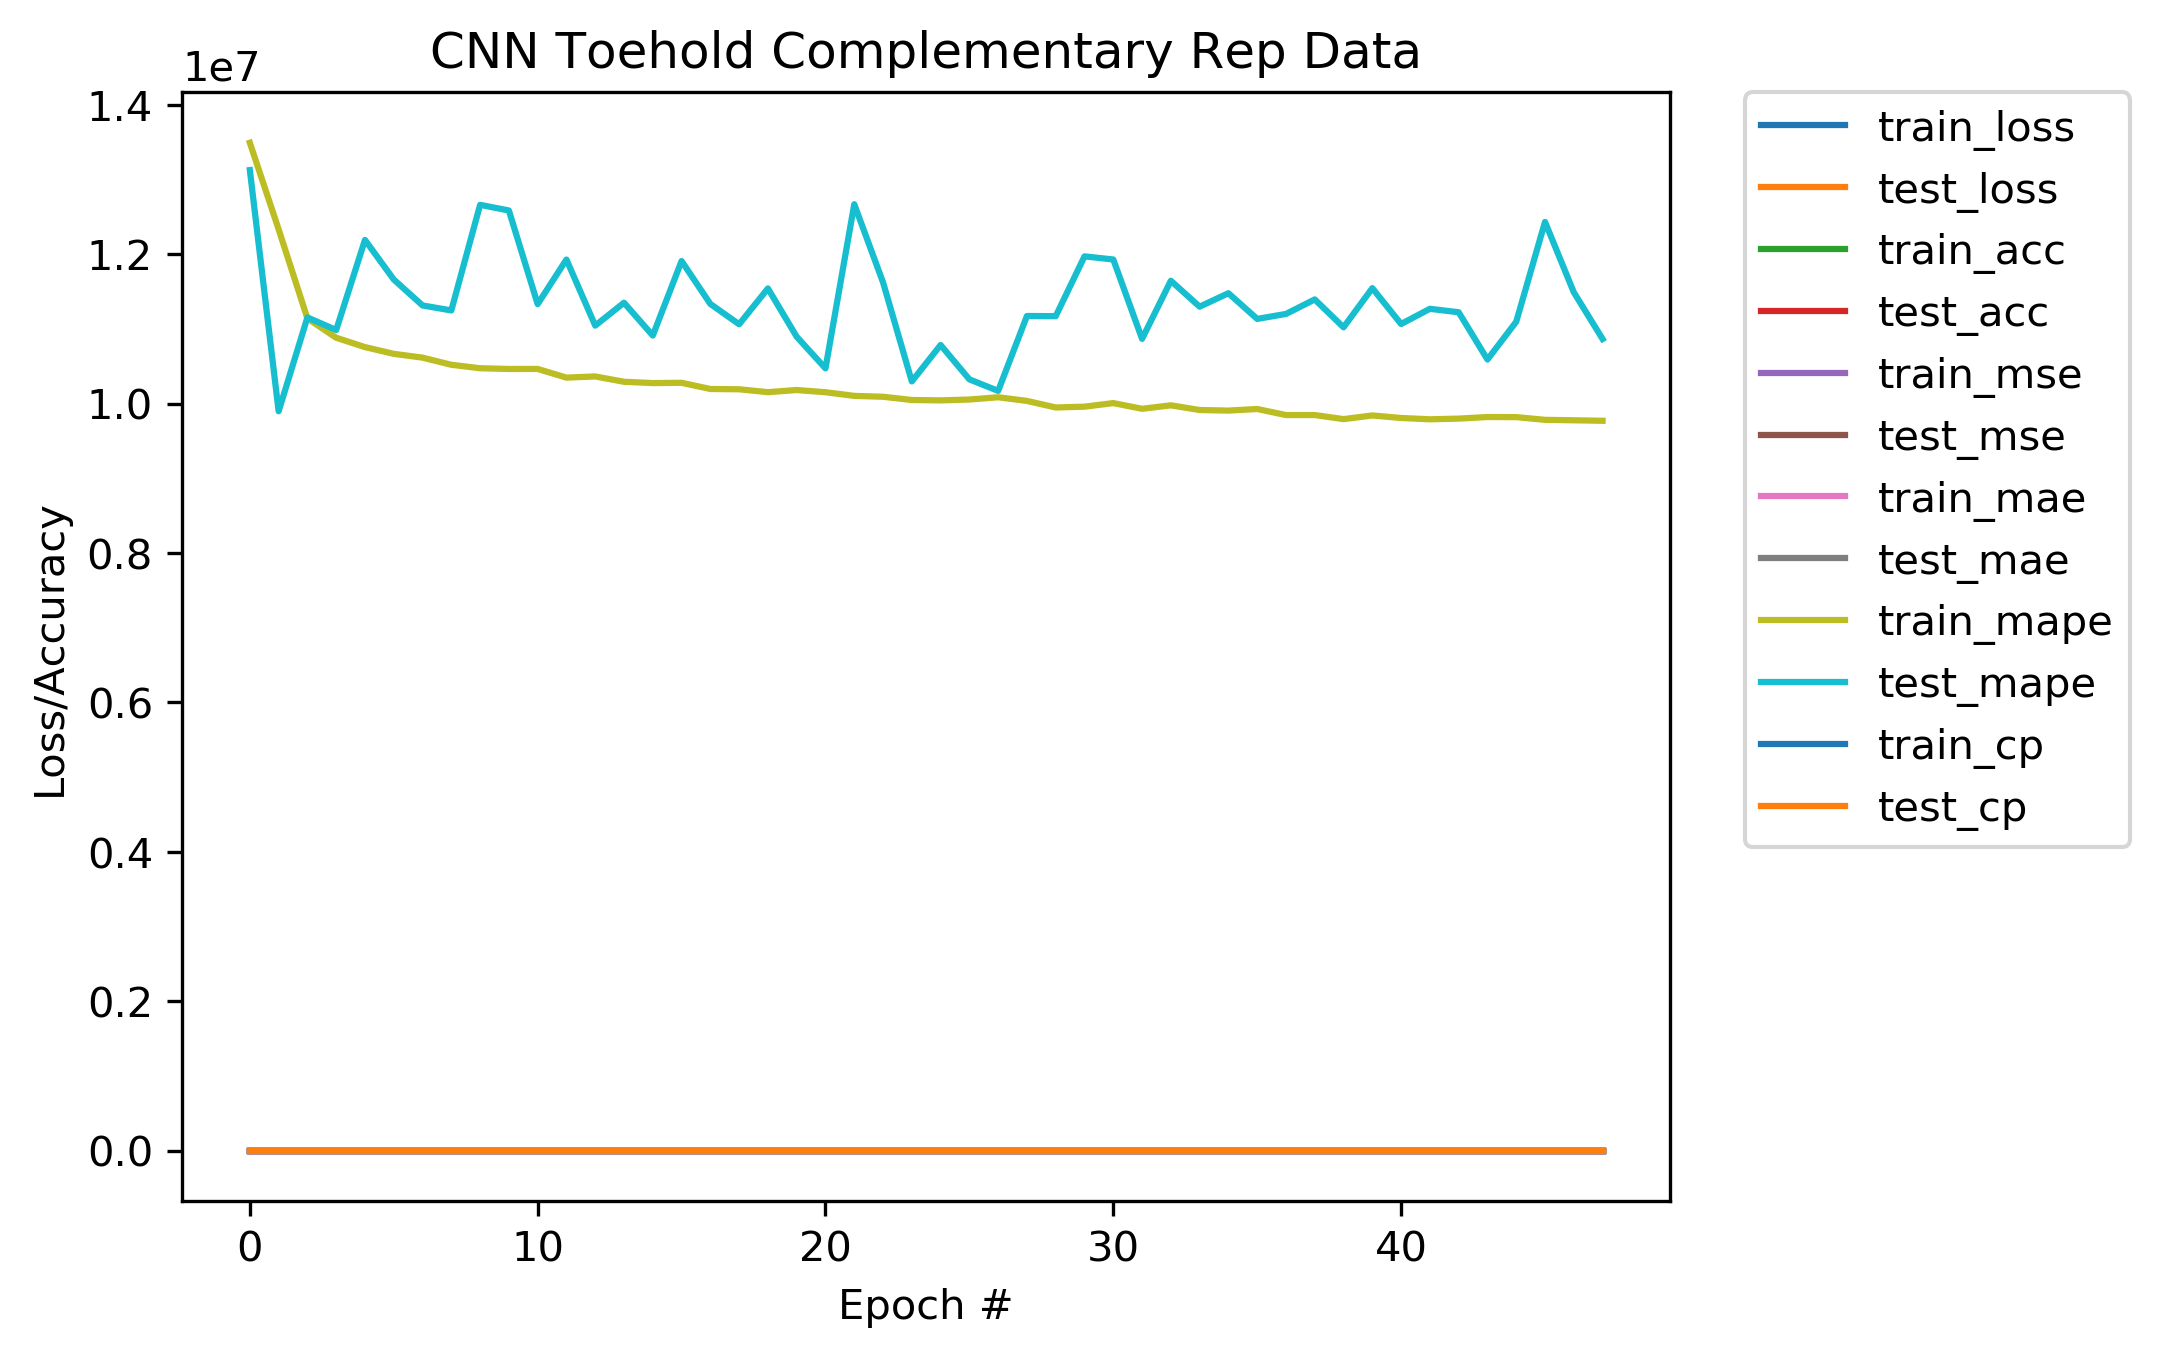 CNN Toehold Complementary Rep Data
1e7
1.4
1.2
1.0
0.8
0.6
0.4
0.2
0.0
Loss/Accuracy
0 10 20 30 40
Epoch #
train_loss
test_loss
train_acc
test_acc
train_mse
test_mse
train_mae
test_mae
train_mape
test_mape
train_cp
test_cp